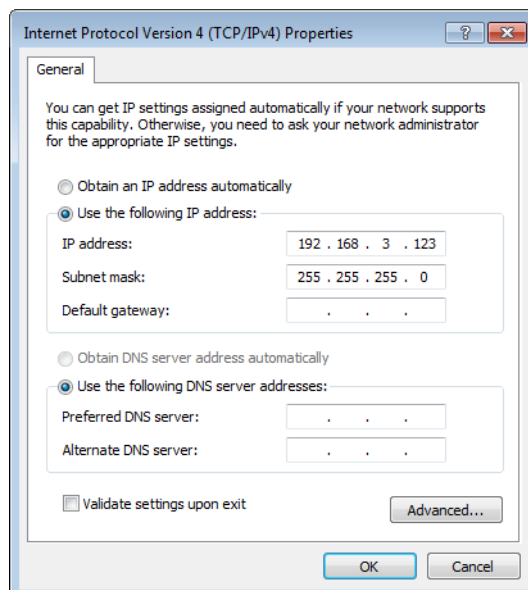 Internet Protocol Version 4 (TCP/IPv4) Properties
General
You can get IP settings assigned automatically if your network supports
this capability. Otherwise, you need to ask your network administrator
for the appropriate IP settings.
Obtain an IP address automatically
Use the following IP address:
IP address: 192 . 168 . 3 . 123
Subnet mask: 255 . 255 . 255 . 0
Default gateway: . . .
Obtain DNS server address automatically
Use the following DNS server addresses:
Preferred DNS server: . . .
Alternate DNS server: . . .
Validate settings upon exit
Advanced...
OK Cancel